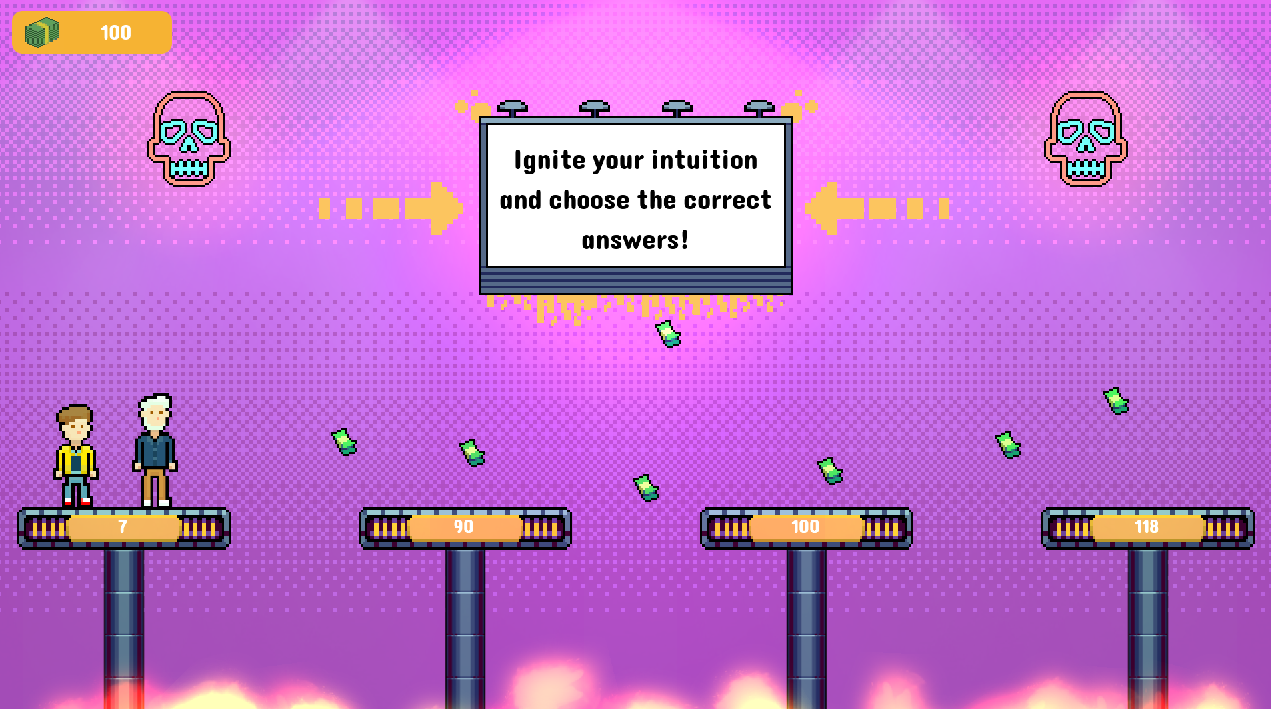 100
Ignite your intuition
and choose the correct
answers!
7
90
100
118